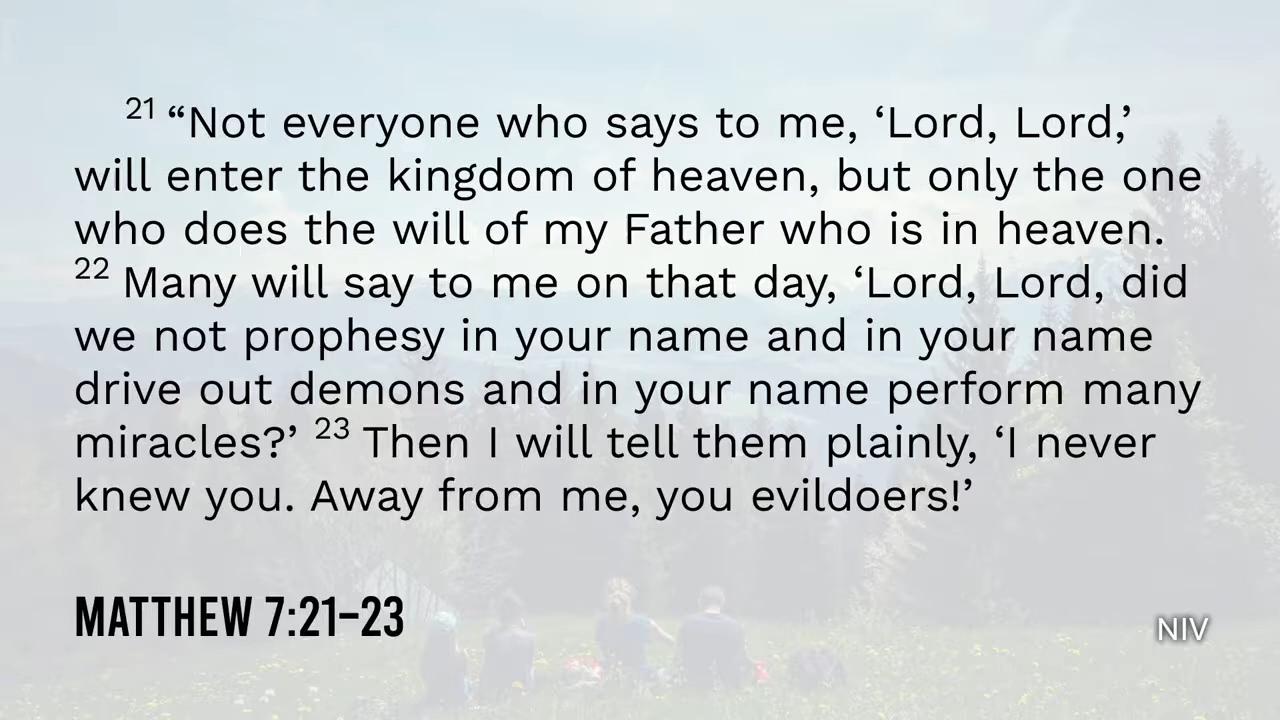 21 “Not everyone who says to me, ‘Lord, Lord,’
will enter the kingdom of heaven, but only the one
who does the will of my Father who is in heaven.
22 Many will say to me on that day, ‘Lord, Lord, did
we not prophesy in your name and in your name
drive out demons and in your name perform many
miracles?’ 23 Then I will tell them plainly, ‘I never
knew you. Away from me, you evildoers!’
MATTHEW 7:21–23
NIV